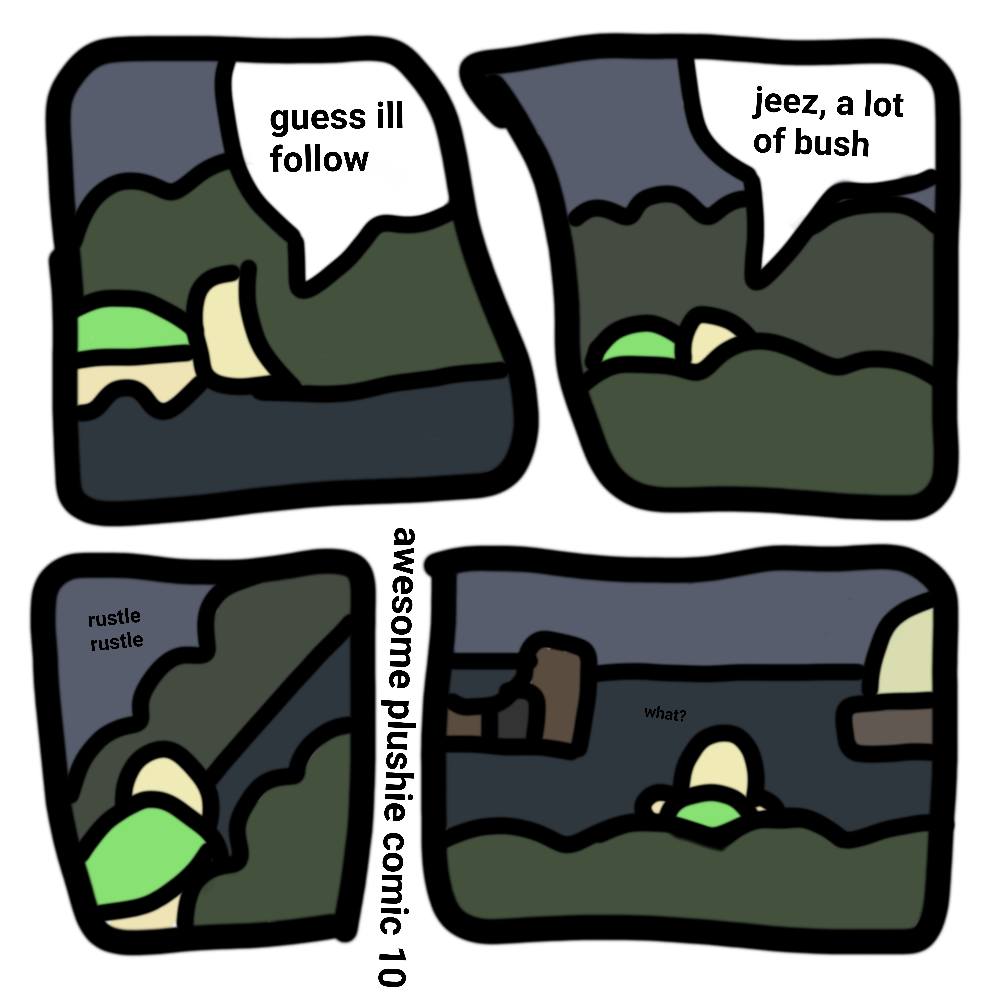 guess ill
follow
jeez, a lot
of bush
rustle
rustle
awesome plushie comic 10
what?